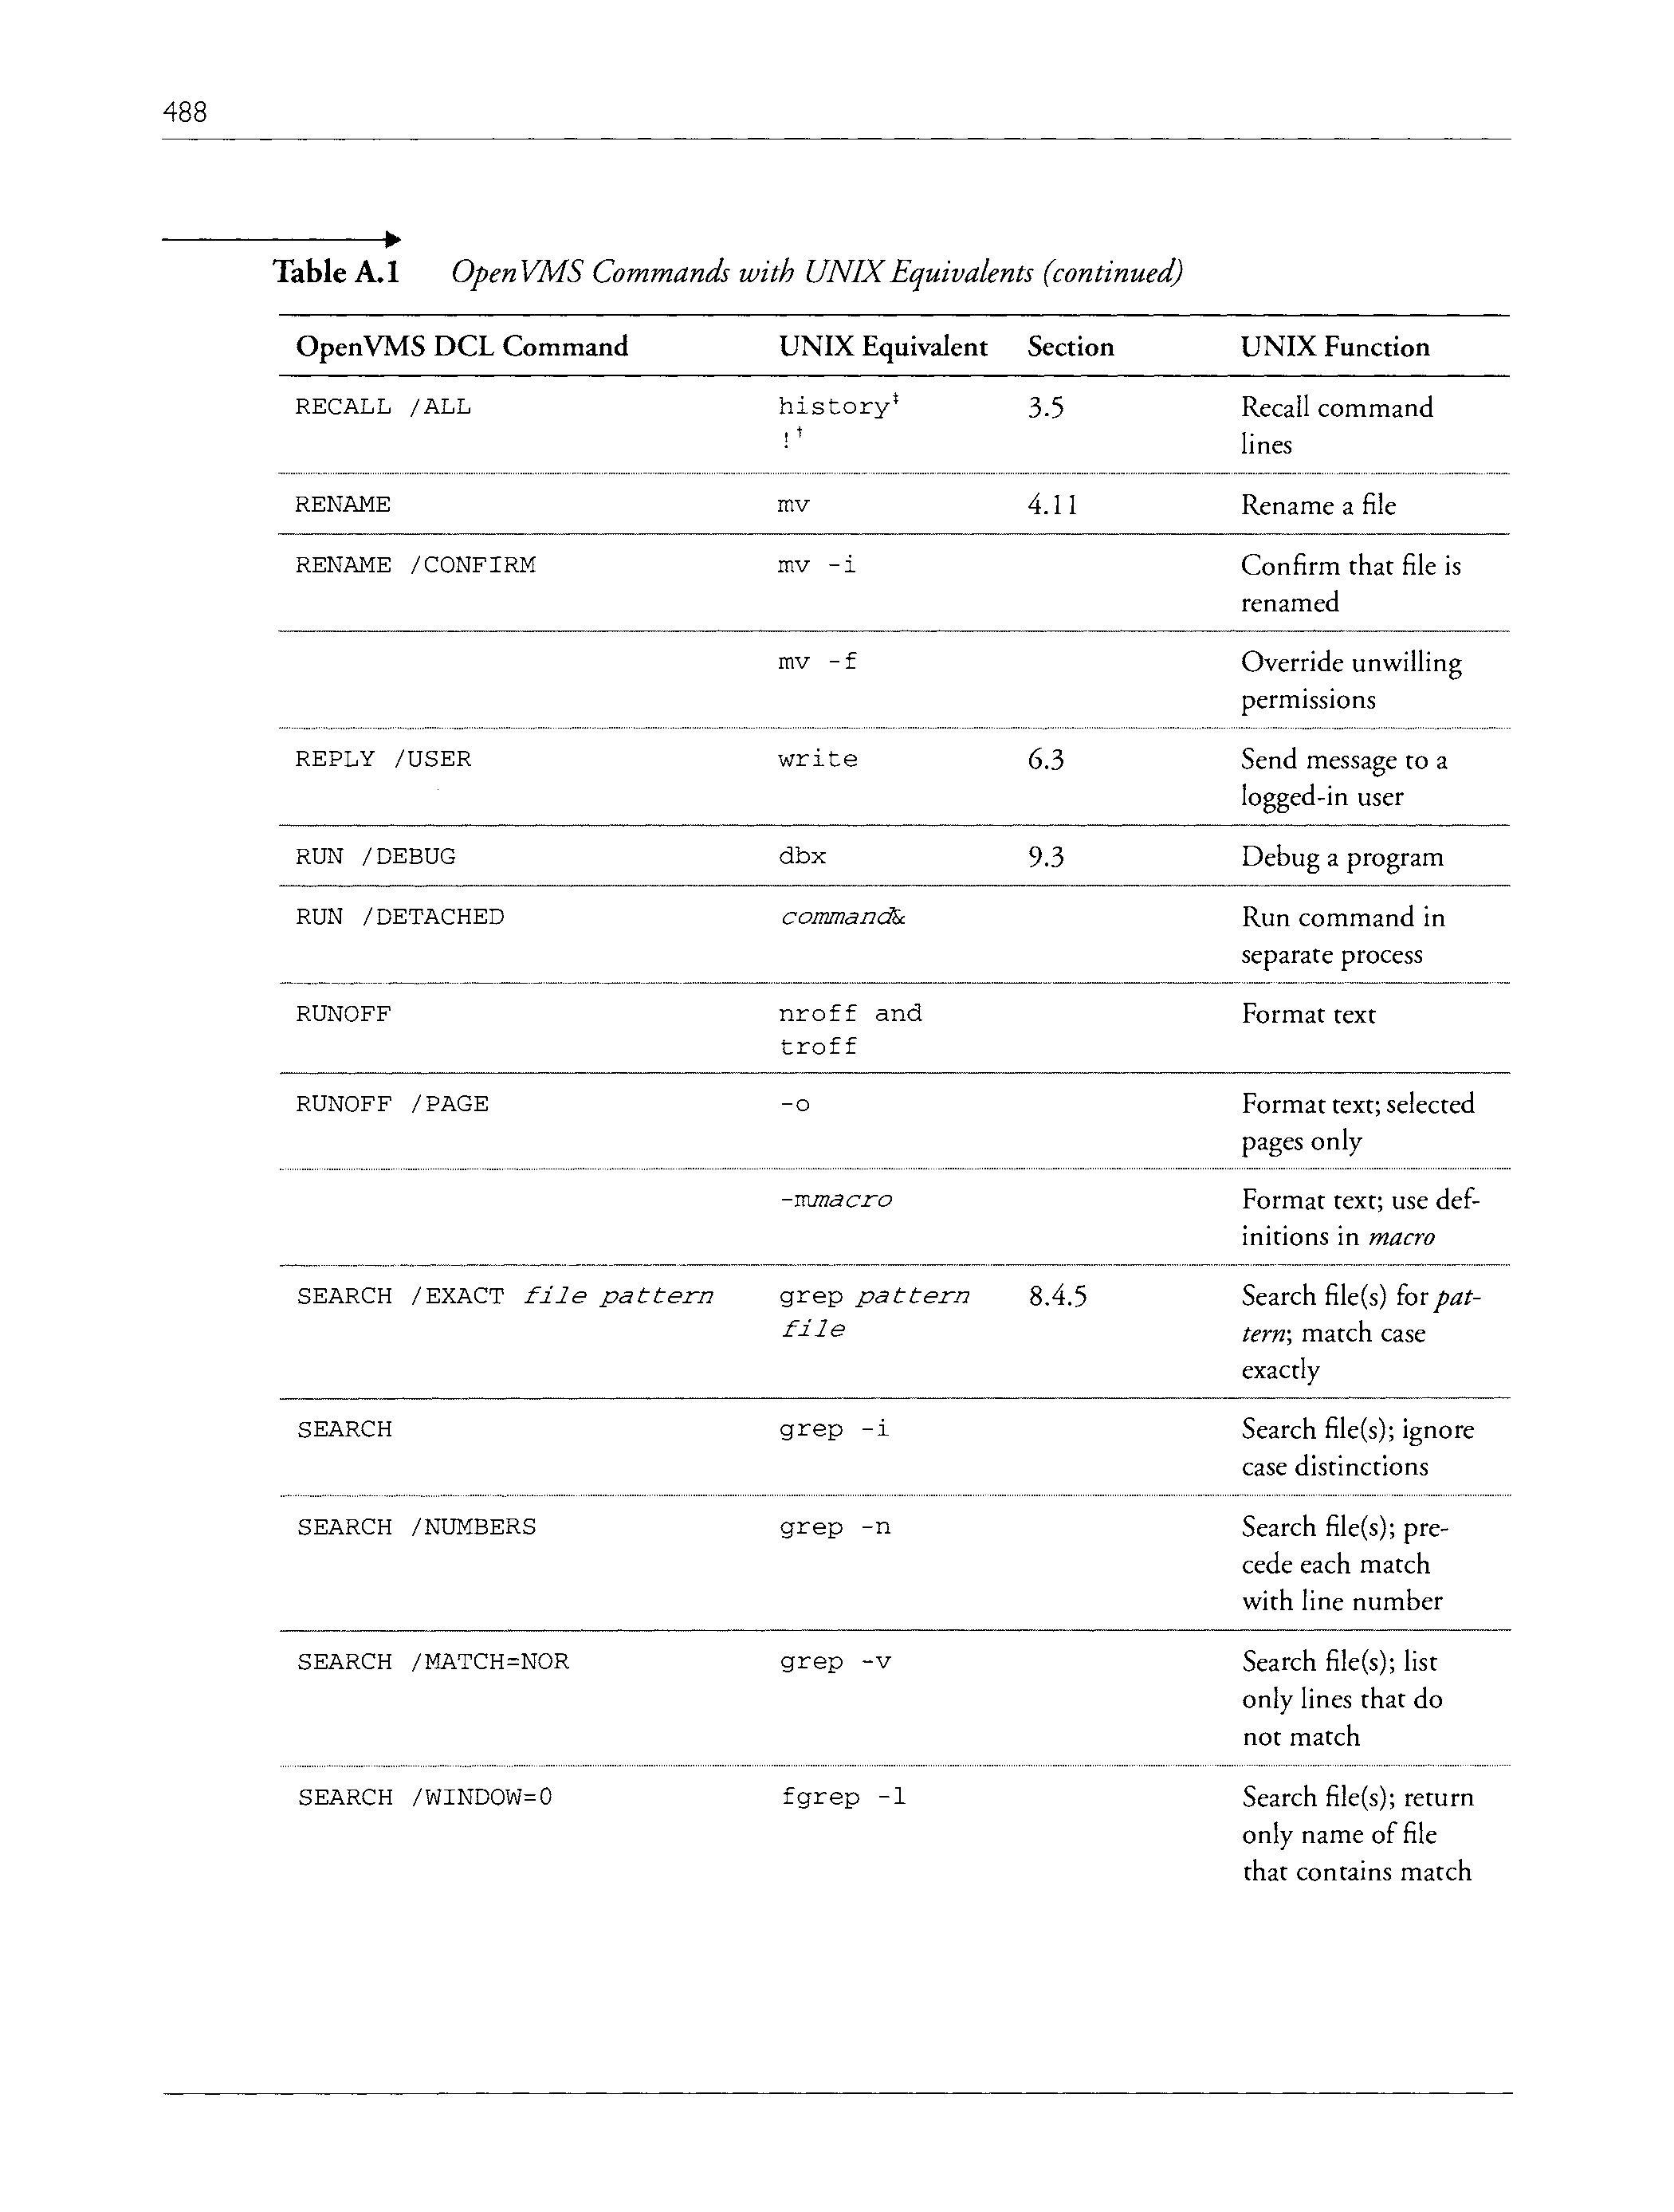 488
Table A.1 OpenVMS Commands with UNIX Equivalents (continued)
OpenVMS DCL Command UNIX Equivalent Section UNIX Function
RECALL /ALL history‡ 3.5 Recall command
!† lines
RENAME mv 4.11 Rename a file
RENAME /CONFIRM mv -i Confirm that file is
renamed
mv -f Override unwilling
permissions
REPLY /USER write 6.3 Send message to a
logged-in user
RUN /DEBUG dbx 9.3 Debug a program
RUN /DETACHED command& Run command in
separate process
RUNOFF nroff and Format text
troff
RUNOFF /PAGE -o Format text; selected
pages only
-mmacro Format text; use def-
initions in macro
SEARCH /EXACT file pattern grep pattern 8.4.5 Search file(s) for pat-
file tern; match case
exactly
SEARCH grep -i Search file(s); ignore
case distinctions
SEARCH /NUMBERS grep -n Search file(s); pre-
cede each match
with line number
SEARCH /MATCH=NOR grep -v Search file(s); list
only lines that do
not match
SEARCH /WINDOW=0 fgrep -l Search file(s); return
only name of file
that contains match